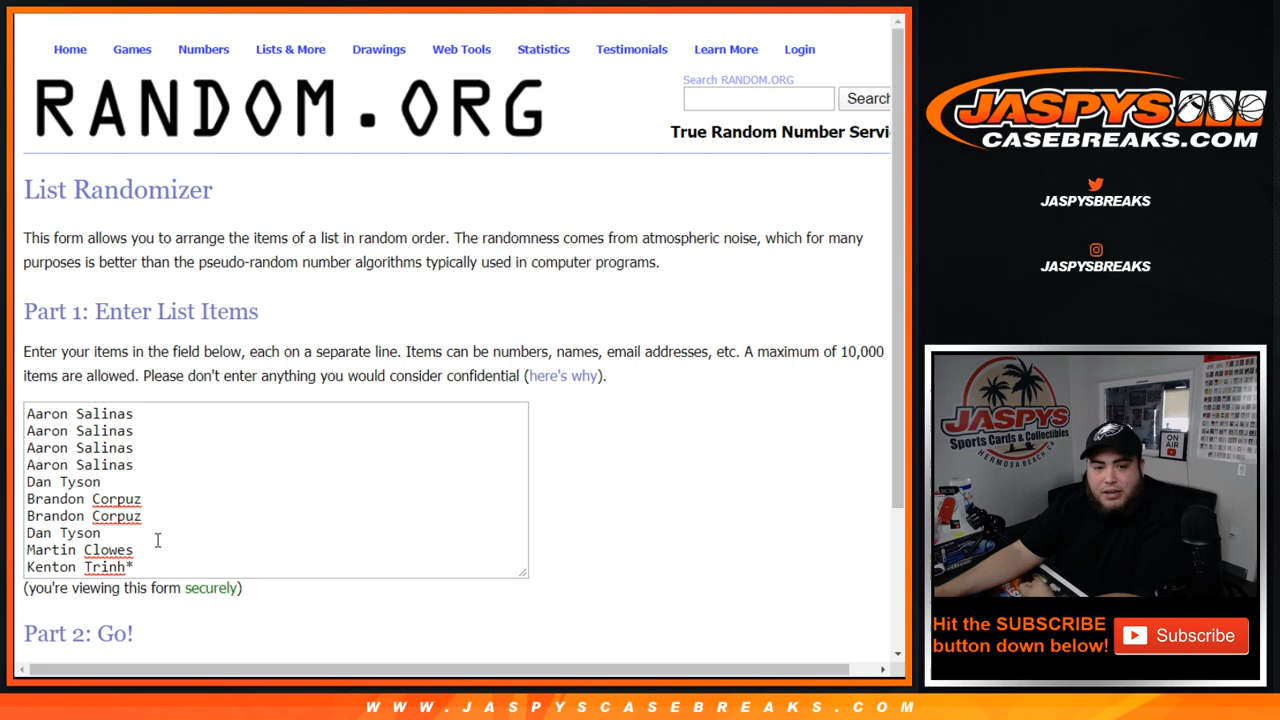 Home Games Numbers Lists & More Drawings Web Tools Statistics Testimonials Learn More Login
RANDOM.ORG
Search RANDOM.ORG
Search
True Random Number Servi
List Randomizer
This form allows you to arrange the items of a list in random order. The randomness comes from atmospheric noise, which for many
purposes is better than the pseudo-random number algorithms typically used in computer programs.
Part 1: Enter List Items
Enter your items in the field below, each on a separate line. Items can be numbers, names, email addresses, etc. A maximum of 10,000
items are allowed. Please don't enter anything you would consider confidential (here's why).
Aaron Salinas
Aaron Salinas
Aaron Salinas
Aaron Salinas
Dan Tyson
Brandon Corpuz
Brandon Corpuz
Dan Tyson
Martin Clowes
Kenton Trinh*
(you're viewing this form securely)
Part 2: Go!
JASPYS
CASEBREAKS.COM
JASPYSBREAKS
JASPYSBREAKS
JASPYS
Sports Cards & Collectibles
HERMOSA BEACH, CA
ON
AIR
Hit the SUBSCRIBE
button down below!
Subscribe
WWW.JASPYSCASEBREAKS.COM